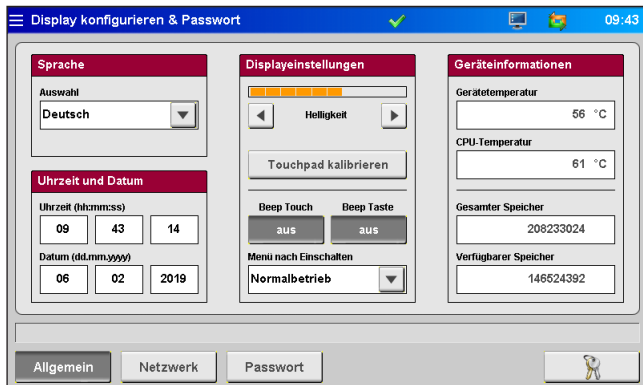 Display konfigurieren & Passwort
09:43
Sprache
Auswahl
Deutsch
Uhrzeit und Datum
Uhrzeit (hh:mm:ss)
09 43 14
Datum (dd.mm.yyyy)
06 02 2019
Displayeinstellungen
Helligkeit
Touchpad kalibrieren
Beep Touch Beep Taste
aus aus
Menü nach Einschalten
Normalbetrieb
Geräteinformationen
Gerätetemperatur
56 °C
CPU-Temperatur
61 °C
Gesamter Speicher
208233024
Verfügbarer Speicher
146524392
Allgemein Netzwerk Passwort